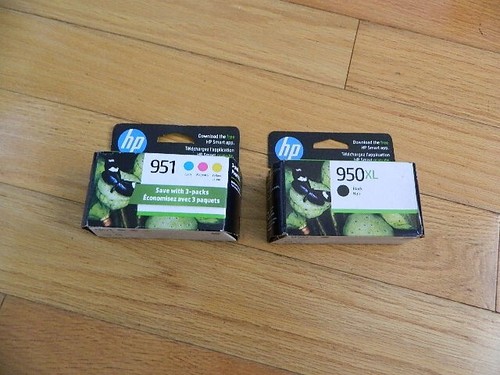 hp
Download the free
HP Smart app.
Téléchargez l'application
951
Save with 3-packs
Économisez avec 3 paquets
hp
Download the free
HP Smart app.
Téléchargez l'application
950XL
Black